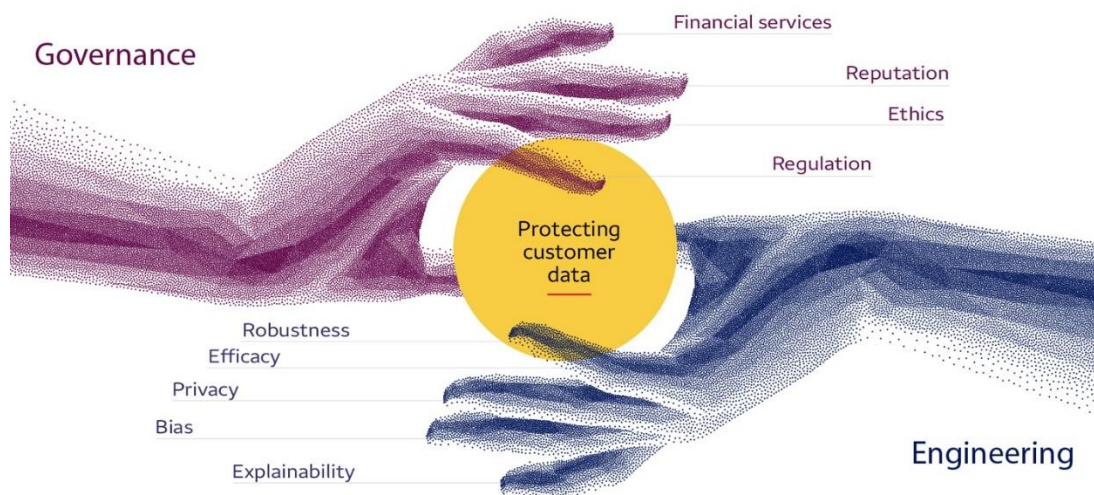 Governance
Financial services
Reputation
Ethics
Regulation
Protecting
customer
data
Robustness
Efficacy
Privacy
Bias
Explainability
Engineering